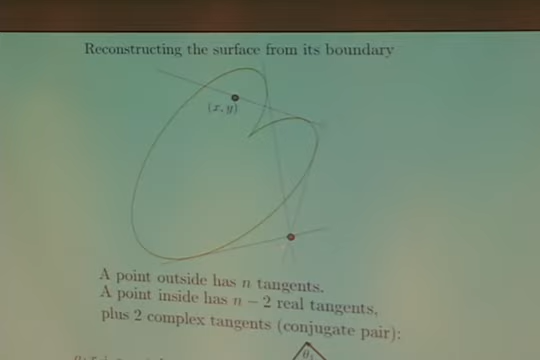 Reconstructing the surface from its boundary
(x, y)
A point outside has n tangents.
A point inside has n − 2 real tangents,
plus 2 complex tangents (conjugate pair):
θ₁